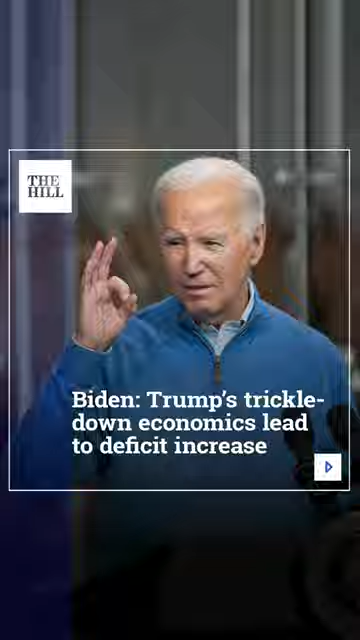 THE
HILL
Biden: Trump's trickle-
down economics lead
to deficit increase